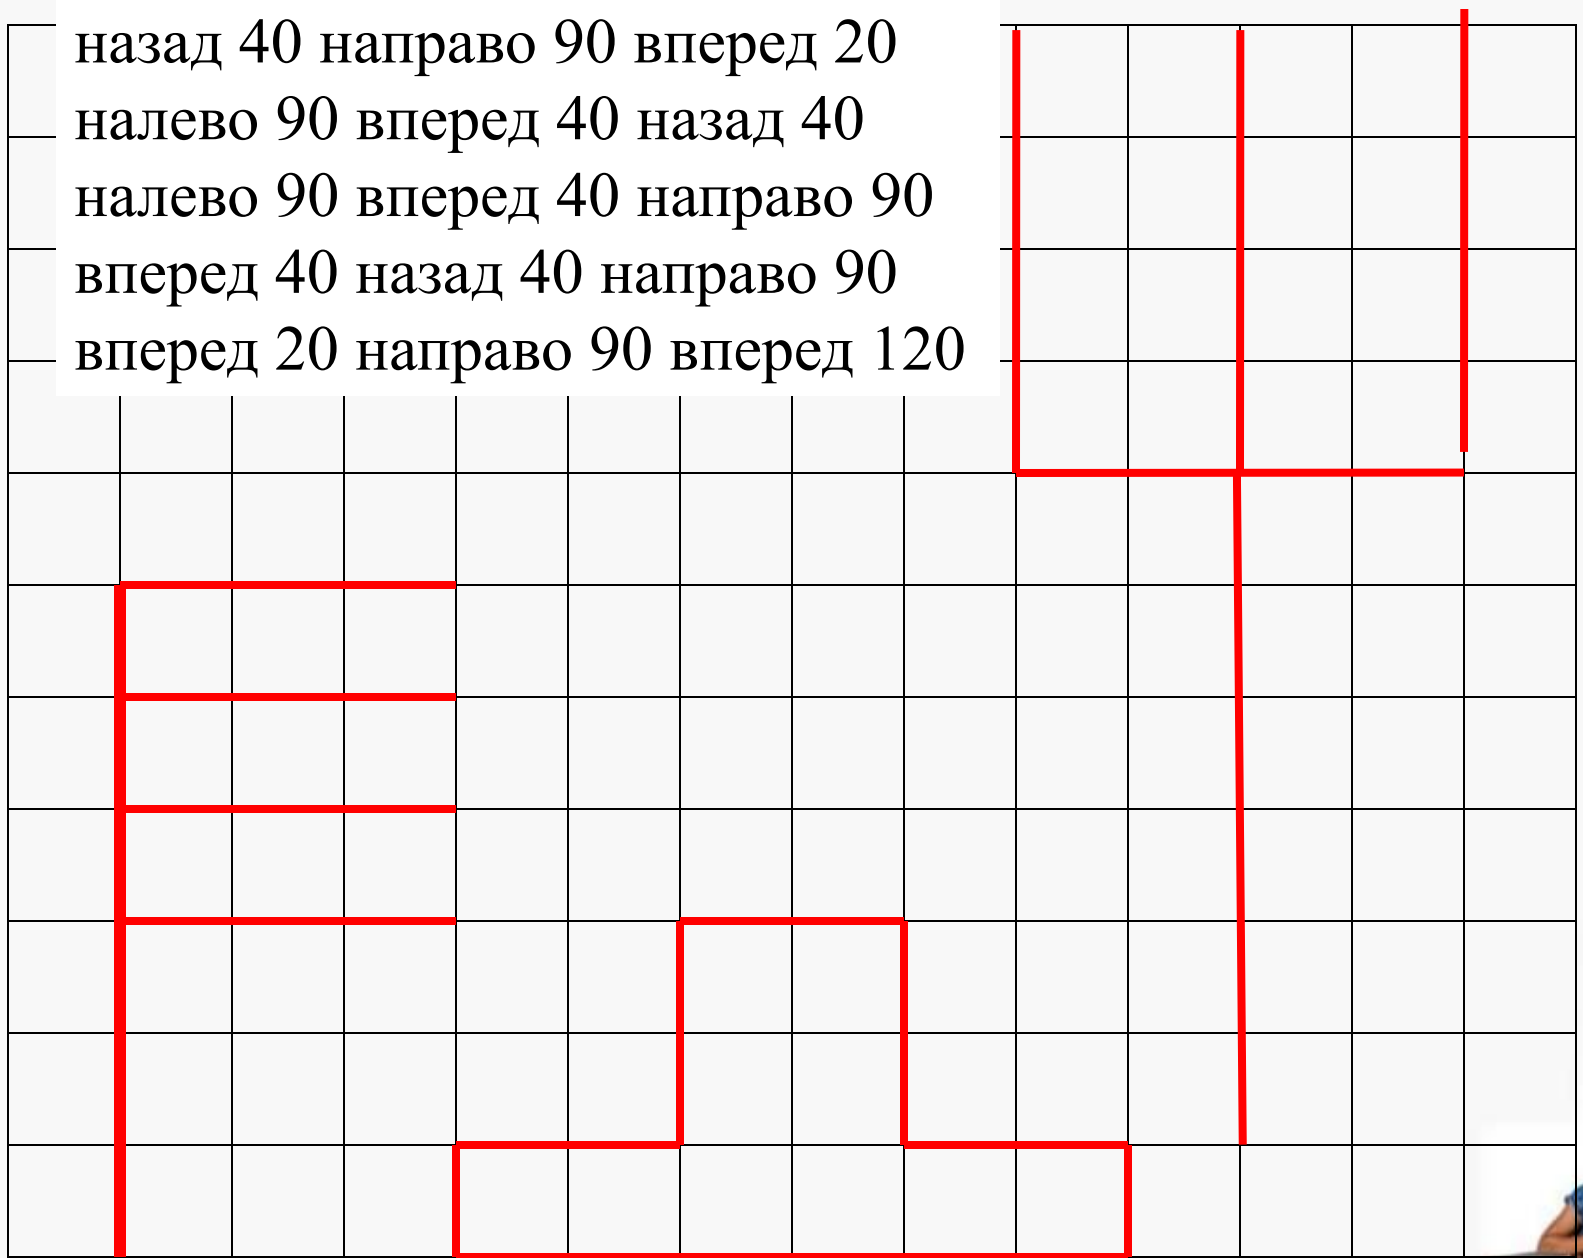 назад 40 направо 90 вперед 20
налево 90 вперед 40 назад 40
налево 90 вперед 40 направо 90
вперед 40 назад 40 направо 90
вперед 20 направо 90 вперед 120